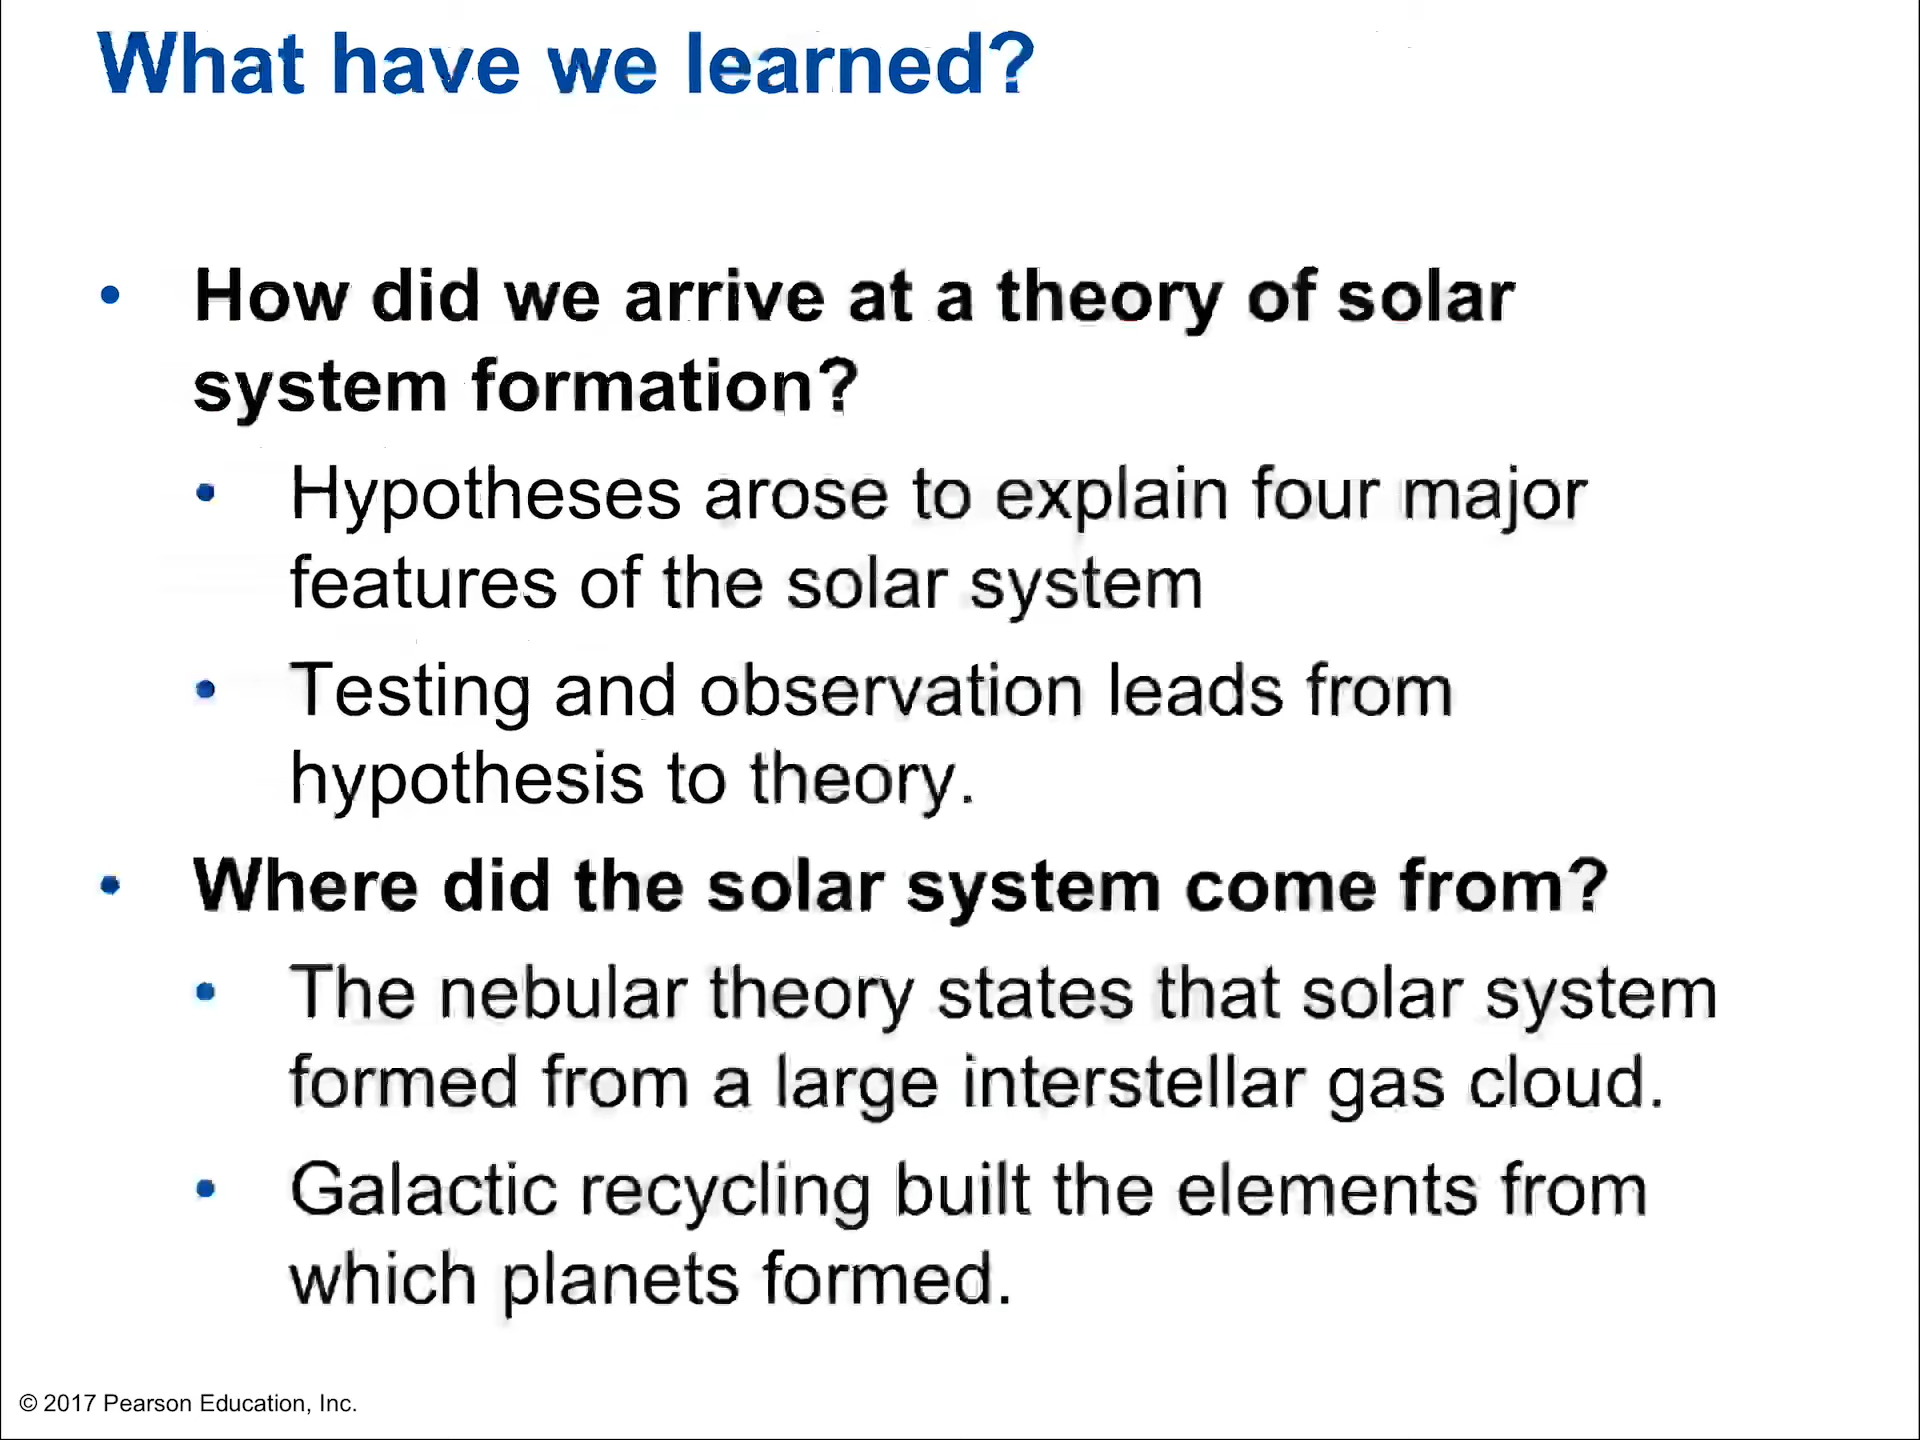 What have we learned?
• How did we arrive at a theory of solar
system formation?
• Hypotheses arose to explain four major
features of the solar system
• Testing and observation leads from
hypothesis to theory.
• Where did the solar system come from?
• The nebular theory states that solar system
formed from a large interstellar gas cloud.
• Galactic recycling built the elements from
which planets formed.
© 2017 Pearson Education, Inc.